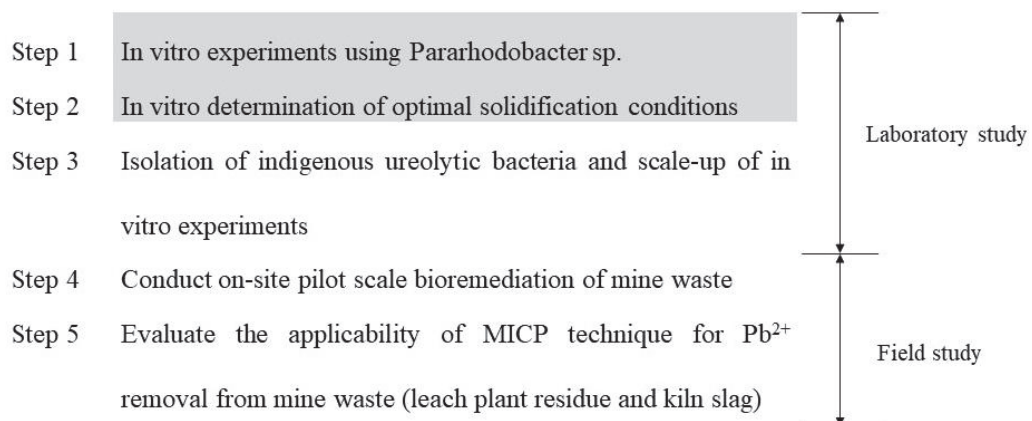 Step 1 In vitro experiments using Pararhodobacter sp.
Step 2 In vitro determination of optimal solidification conditions
Step 3 Isolation of indigenous ureolytic bacteria and scale-up of in
vitro experiments
Step 4 Conduct on-site pilot scale bioremediation of mine waste
Step 5 Evaluate the applicability of MICP technique for Pb²⁺
removal from mine waste (leach plant residue and kiln slag)
Laboratory study
Field study